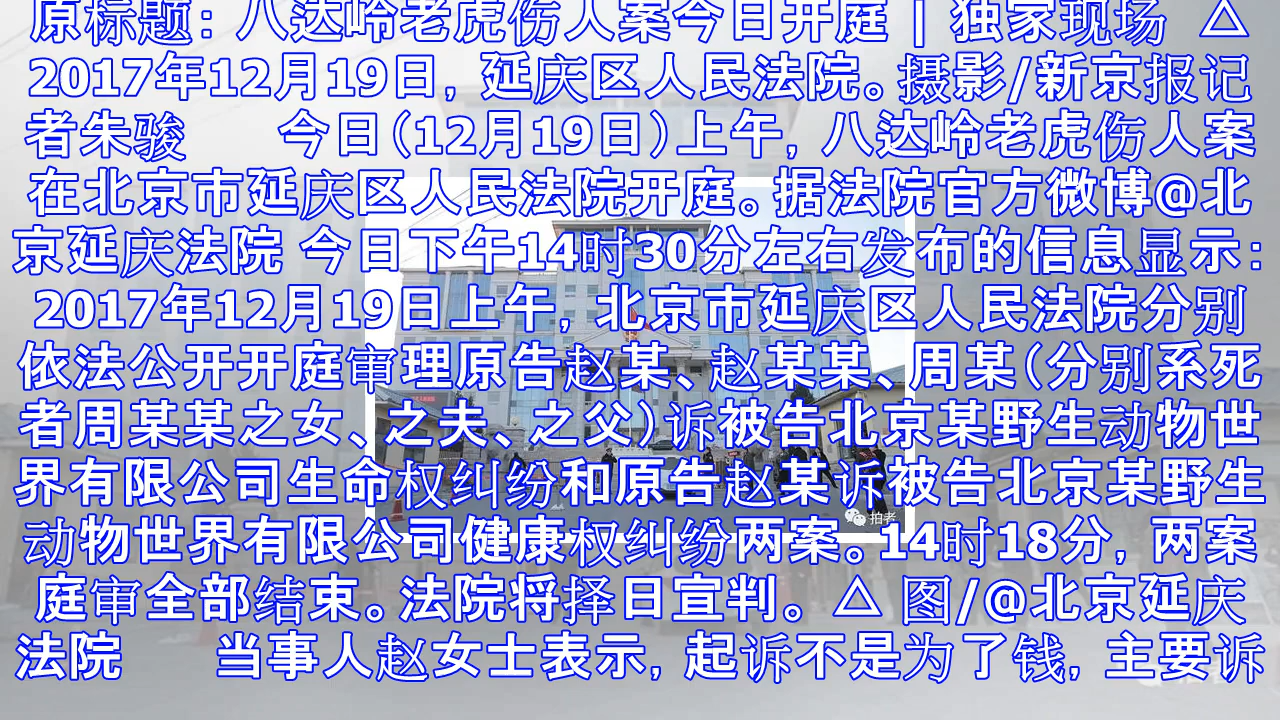 原标题：八达岭老虎伤人案今日开庭 | 独家现场 △
2017年12月19日，延庆区人民法院。摄影/新京报记
者朱骏 今日（12月19日）上午，八达岭老虎伤人案
在北京市延庆区人民法院开庭。据法院官方微博@北
京延庆法院 今日下午14时30分左右发布的信息显示：
2017年12月19日上午，北京市延庆区人民法院分别
依法公开开庭审理原告赵某、赵某某、周某（分别系死
者周某某之女、之夫、之父）诉被告北京某野生动物世
界有限公司生命权纠纷和原告赵某诉被告北京某野生
动物世界有限公司健康权纠纷两案。14时18分，两案
庭审全部结束。法院将择日宣判。 △ 图/@北京延庆
法院 当事人赵女士表示，起诉不是为了钱，主要诉
拍老